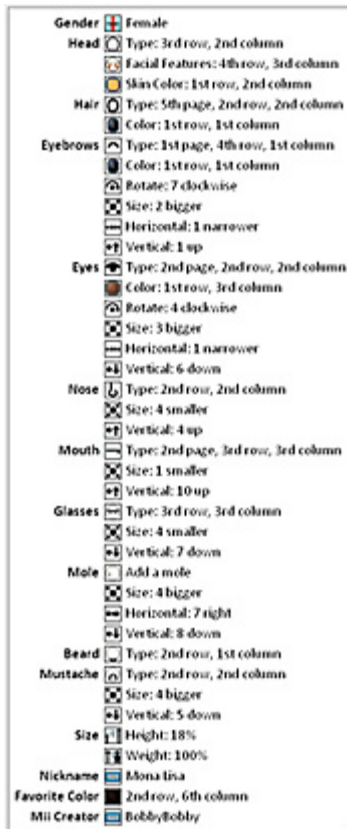 Gender Female
Head Type: 3rd row, 2nd column
Facial Features: 4th row, 3rd column
Skin Color: 1st row, 2nd column
Hair Type: 5th page, 2nd row, 2nd column
Color: 1st row, 1st column
Eyebrows Type: 1st page, 4th row, 1st column
Color: 1st row, 1st column
Rotate: 7 clockwise
Size: 2 bigger
Horizontal: 1 narrower
Vertical: 1 up
Eyes Type: 2nd page, 2nd row, 2nd column
Color: 1st row, 3rd column
Rotate: 4 clockwise
Size: 3 bigger
Horizontal: 1 narrower
Vertical: 6 down
Nose Type: 2nd row, 2nd column
Size: 4 smaller
Vertical: 4 up
Mouth Type: 2nd page, 3rd row, 3rd column
Size: 1 smaller
Vertical: 10 up
Glasses Type: 3rd row, 3rd column
Size: 4 smaller
Vertical: 7 down
Mole Add a mole
Size: 4 bigger
Horizontal: 7 right
Vertical: 8 down
Beard Type: 2nd row, 1st column
Mustache Type: 2nd row, 2nd column
Size: 4 bigger
Vertical: 5 down
Size Height: 18%
Weight: 100%
Nickname Mona Lisa
Favorite Color 2nd row, 6th column
Mii Creator BobbyBobby